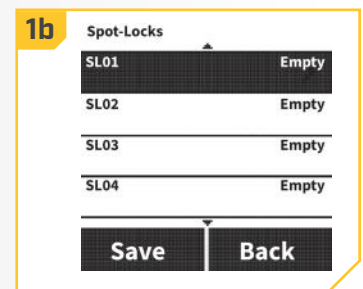 1b
Spot-Locks
SL01 Empty
SL02 Empty
SL03 Empty
SL04 Empty
Save Back